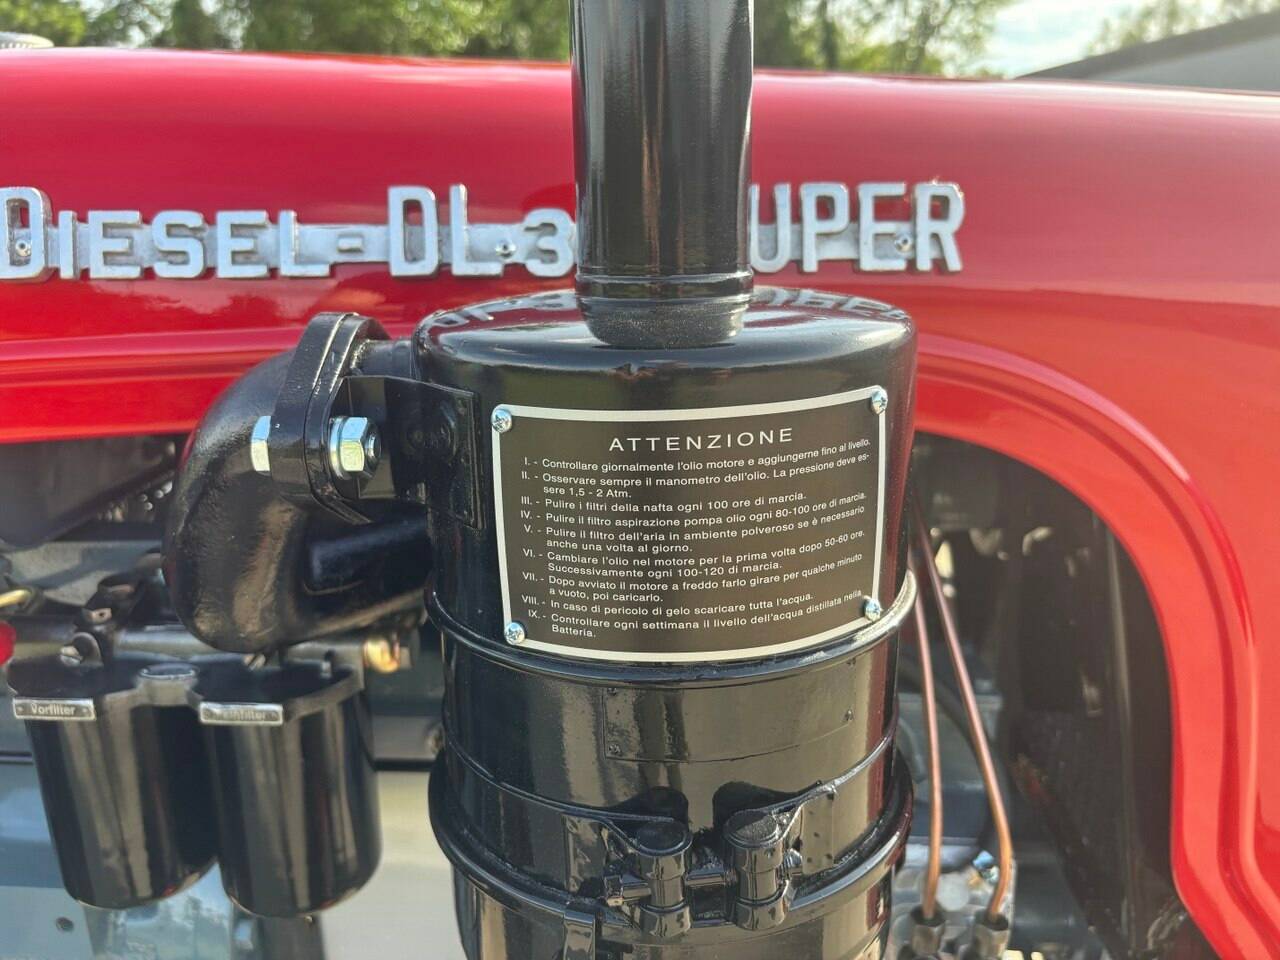 DIESEL-DL 3 UPER
ATTENZIONE
I. - Controllare giornalmente l'olio motore e aggiungerne fino al livello.
II. - Osservare sempre il manometro dell'olio. La pressione deve es-
sere 1,5 - 2 Atm.
III. - Pulire i filtri della nafta ogni 100 ore di marcia.
IV. - Pulire il filtro aspirazione pompa olio ogni 80-100 ore di marcia.
V. - Pulire il filtro dell'aria in ambiente polveroso se è necessario
anche una volta al giorno.
VI. - Cambiare l'olio nel motore per la prima volta dopo 50-60 ore.
Successivamente ogni 100-120 di marcia.
VII. - Dopo avviato il motore a freddo farlo girare per qualche minuto
a vuoto, poi caricarlo.
VIII. - In caso di pericolo di gelo scaricare tutta l'acqua.
IX. - Controllare ogni settimana il livello dell'acqua distillata nella
Batteria.
Vorfilter